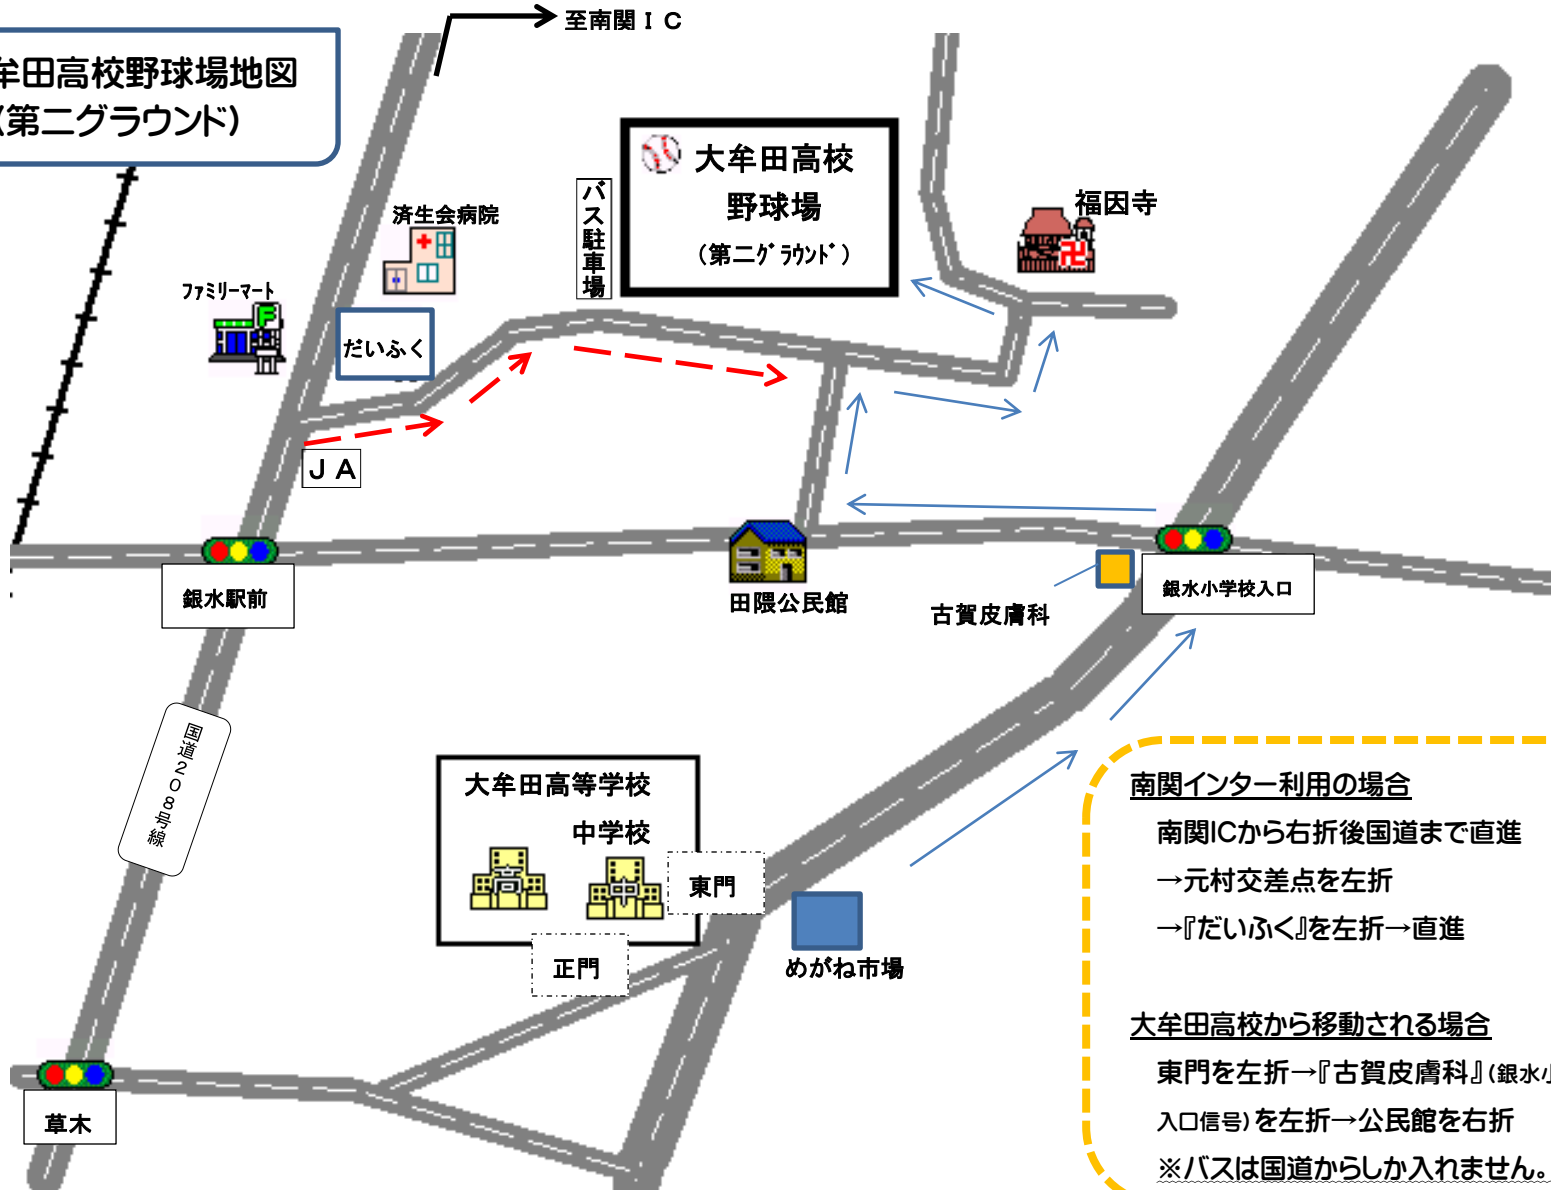 至南関ＩＣ
牟田高校野球場地図
（第二グラウンド）
大牟田高校
野球場
（第二グラウンド）
バス駐車場
福因寺
卍
済生会病院
ファミリーマート
F
だいふく
ＪＡ
銀水駅前
田隈公民館
古賀皮膚科
銀水小学校入口
国道２０８号線
大牟田高等学校
中学校
高
中
東門
正門
めがね市場
草木
南関インター利用の場合
南関ICから右折後国道まで直進
→元村交差点を左折
→『だいふく』を左折→直進
大牟田高校から移動される場合
東門を左折→『古賀皮膚科』（銀水小
入口信号）を左折→公民館を右折
※バスは国道からしか入れません。